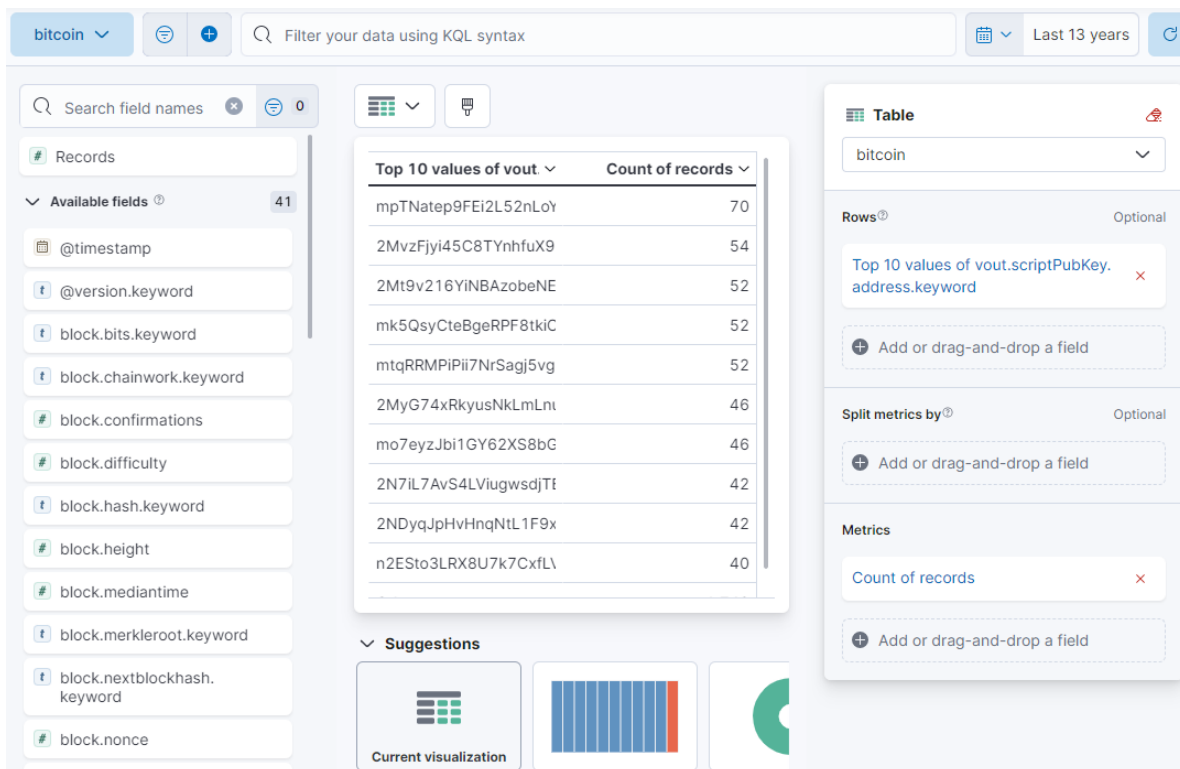 bitcoin
Filter your data using KQL syntax
Last 13 years
Search field names
0
Records
Available fields
41
@timestamp
@version.keyword
block.bits.keyword
block.chainwork.keyword
block.confirmations
block.difficulty
block.hash.keyword
block.height
block.mediantime
block.merkleroot.keyword
block.nextblockhash.
keyword
block.nonce
Top 10 values of vout. Count of records
mpTNatep9FEi2L52nLoY 70
2MvzFjyi45C8TYnhfuX9 54
2Mt9v216YiNBAzobeNE 52
mk5QsyCteBgeRPF8tkiC 52
mtqRRMPiPii7NrSagj5vg 52
2MyG74xRkyusNkLmLnu 46
mo7eyzJbi1GY62XS8bG 46
2N7iL7AvS4LViugwsdjTE 42
2NDyqJpHvHnqNtL1F9x 42
n2ESto3LRX8U7k7CxfL 40
Suggestions
Current visualization
Table
bitcoin
Rows Optional
Top 10 values of vout.scriptPubKey.
address.keyword
Add or drag-and-drop a field
Split metrics by Optional
Add or drag-and-drop a field
Metrics
Count of records
Add or drag-and-drop a field